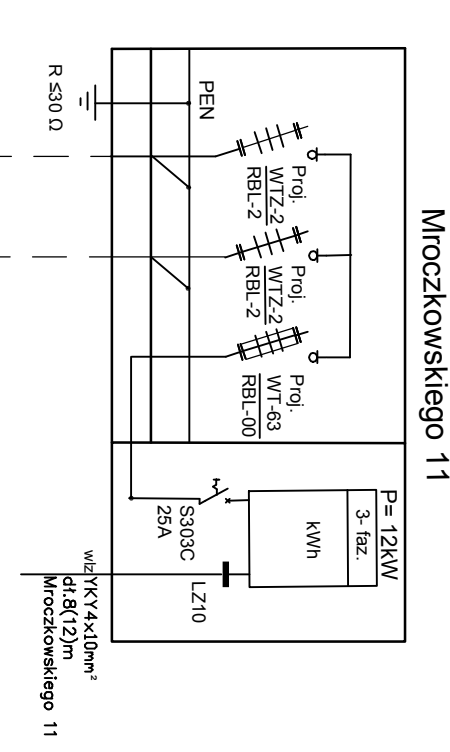 Mroczkowskiego 11
P= 12kW
3- faz.
kWh
Proj.
WTZ-2
RBL-2
Proj.
WTZ-2
RBL-2
Proj.
WT-63
RBL-00
PEN
R ≤30 Ω
S303C
25A
LZ10
wlz YKY4x10mm²
dł.8(12)m
Mroczkowskiego 11